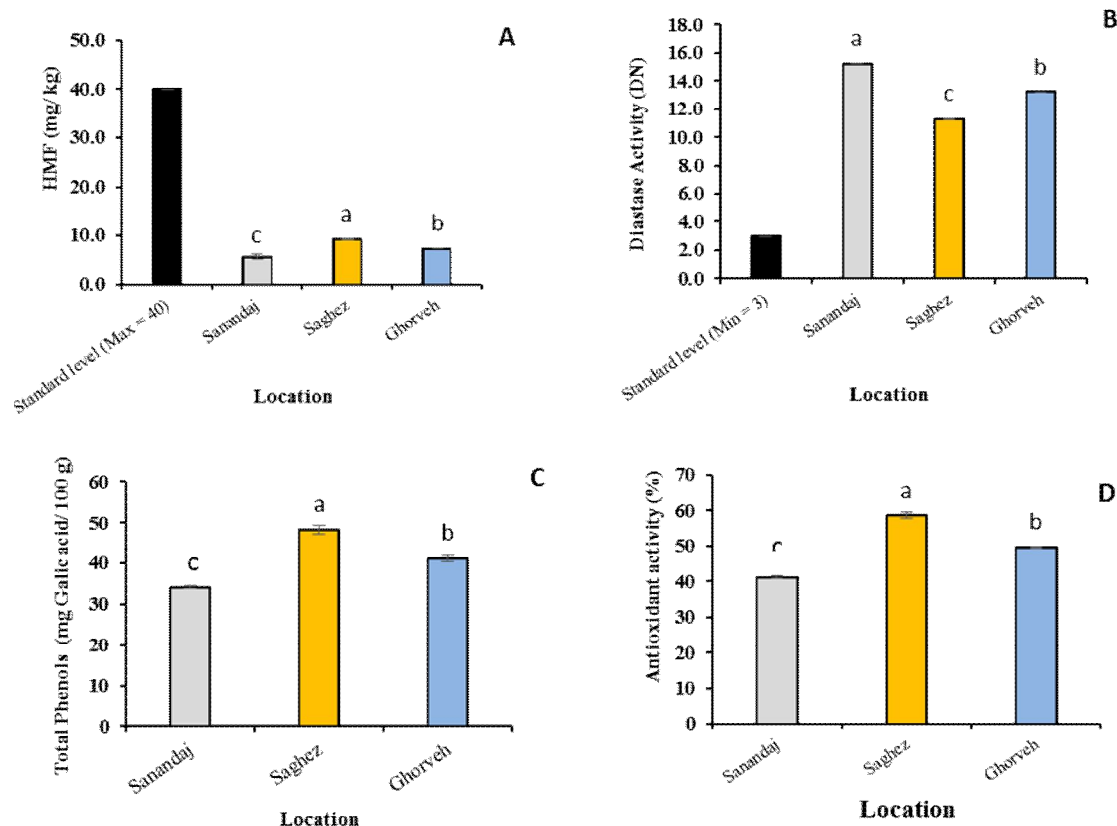 A
HMF (mg/ kg)
50.0
40.0
30.0
20.0
10.0
0.0
c
a
b
Standard level (Max = 40)
Sanandaj
Saghez
Ghorveh
Location
B
Diastase Activity (DN)
18.0
16.0
14.0
12.0
10.0
8.0
6.0
4.0
2.0
0.0
a
c
b
Standard level (Min = 3)
Sanandaj
Saghez
Ghorveh
Location
C
Total Phenols (mg Galic acid/ 100 g)
60
50
40
30
20
10
0
c
a
b
Sanandaj
Saghez
Ghorveh
Location
D
Antioxidant activity (%)
70
60
50
40
30
20
10
0
c
a
b
Sanandaj
Saghez
Ghorveh
Location